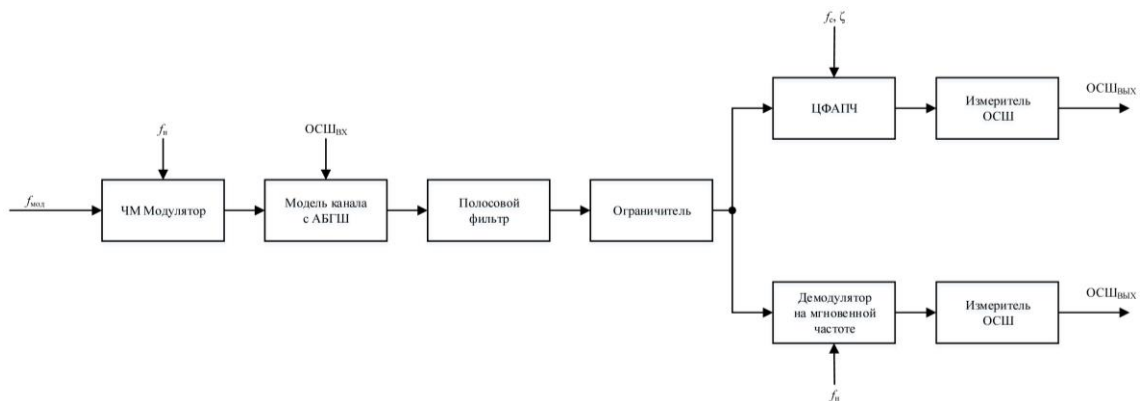 f_с, ζ
ЦФАПЧ
Измеритель
ОСШ
ОСШ_ВЫХ
f_н
ОСШ_ВХ
f_мод
ЧМ Модулятор
Модель канала
с АБГШ
Полосовой
фильтр
Ограничитель
Демодулятор
на мгновенной
частоте
Измеритель
ОСШ
ОСШ_ВЫХ
f_н